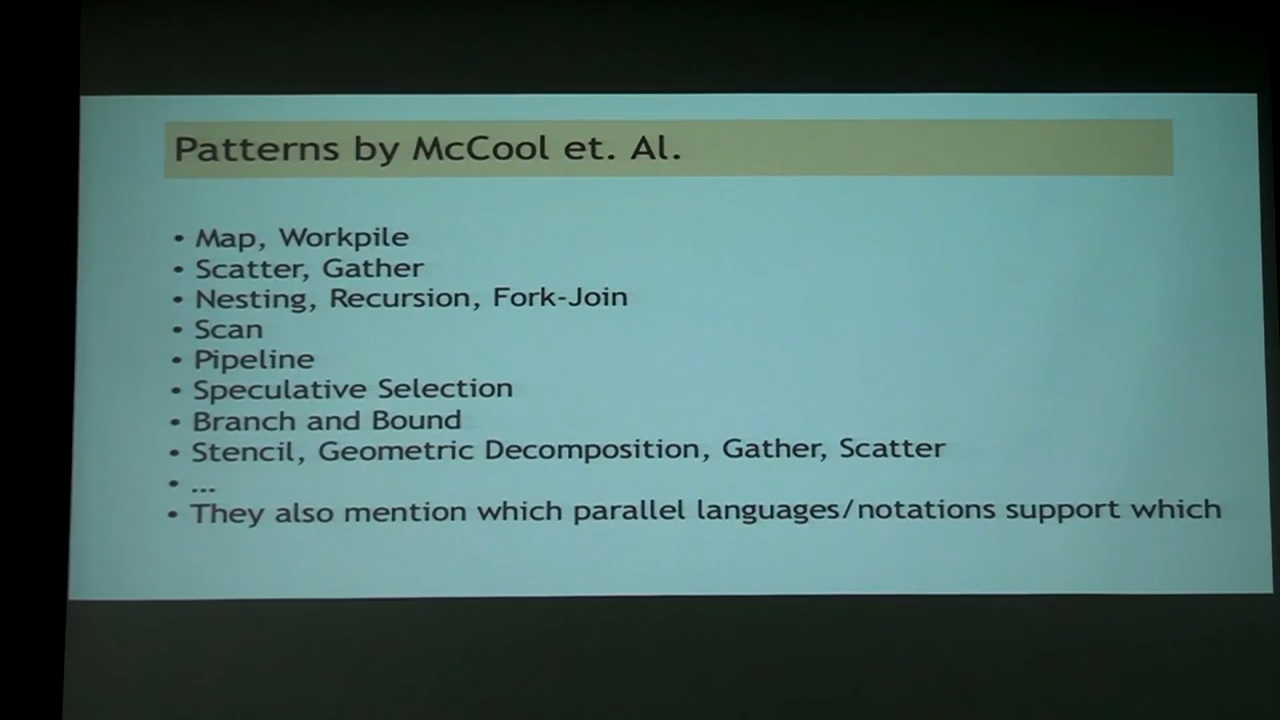 Patterns by McCool et. Al.
• Map, Workpile
• Scatter, Gather
• Nesting, Recursion, Fork-Join
• Scan
• Pipeline
• Speculative Selection
• Branch and Bound
• Stencil, Geometric Decomposition, Gather, Scatter
• ...
• They also mention which parallel languages/notations support which